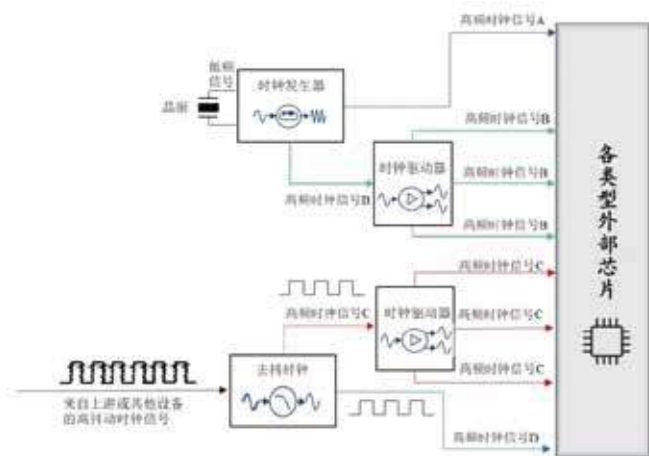 高频时钟信号A
低频
信号
时钟发生器
晶振
高频时钟信号B
时钟驱动器
高频时钟信号D
高频时钟信号B
高频时钟信号B
各类型外部芯片
高频时钟信号C
高频时钟信号C
时钟驱动器
高频时钟信号C
去抖时钟
高频时钟信号C
来自上游或其他设备
的高抖动时钟信号
高频时钟信号D